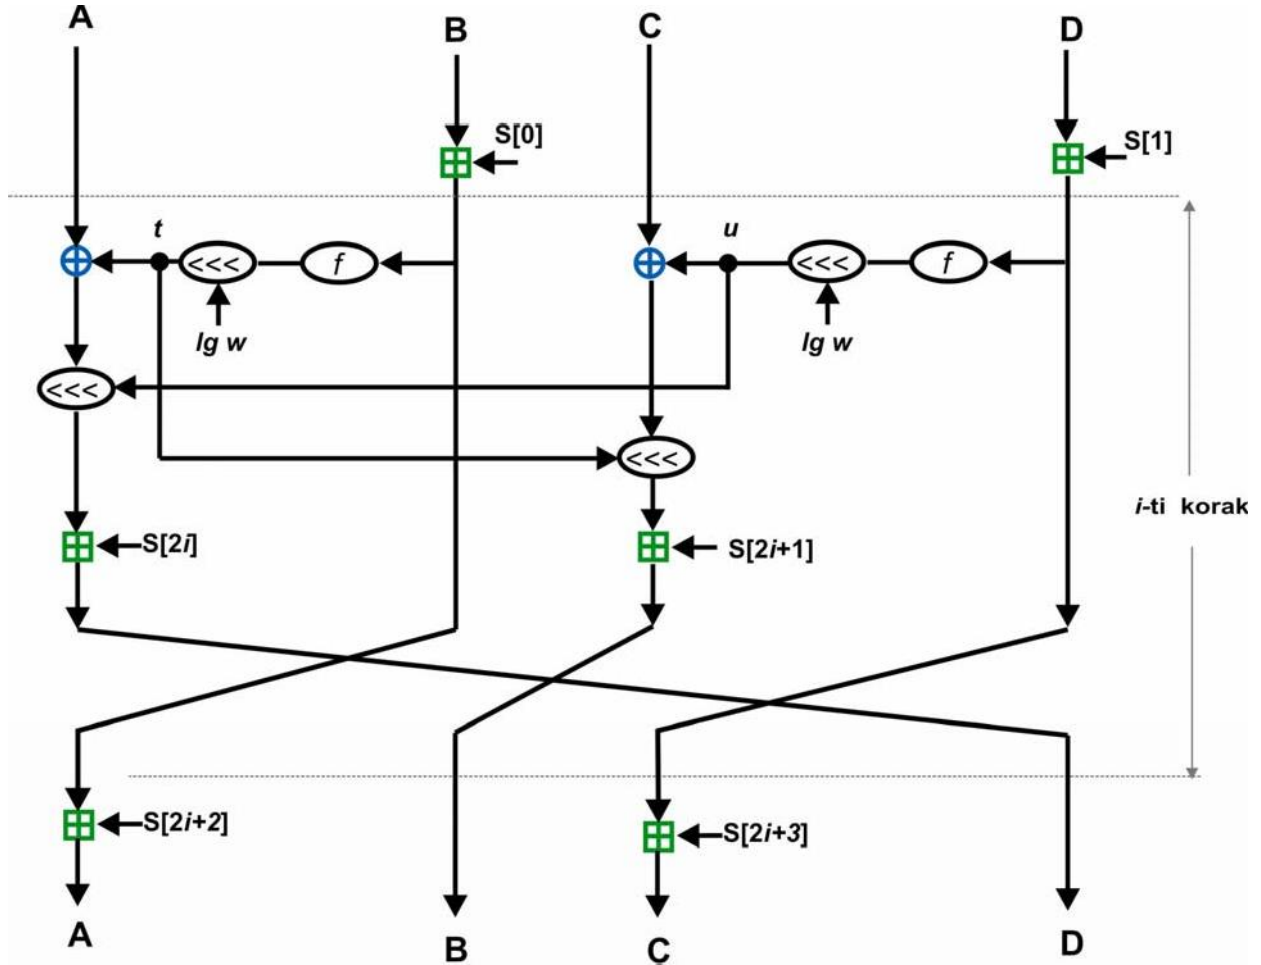 A
B
C
D
S[0]
S[1]
t
u
<<<
f
<<<
f
lg w
lg w
<<<
<<<
i-ti korak
S[2i]
S[2i+1]
S[2i+2]
S[2i+3]
A
B
C
D